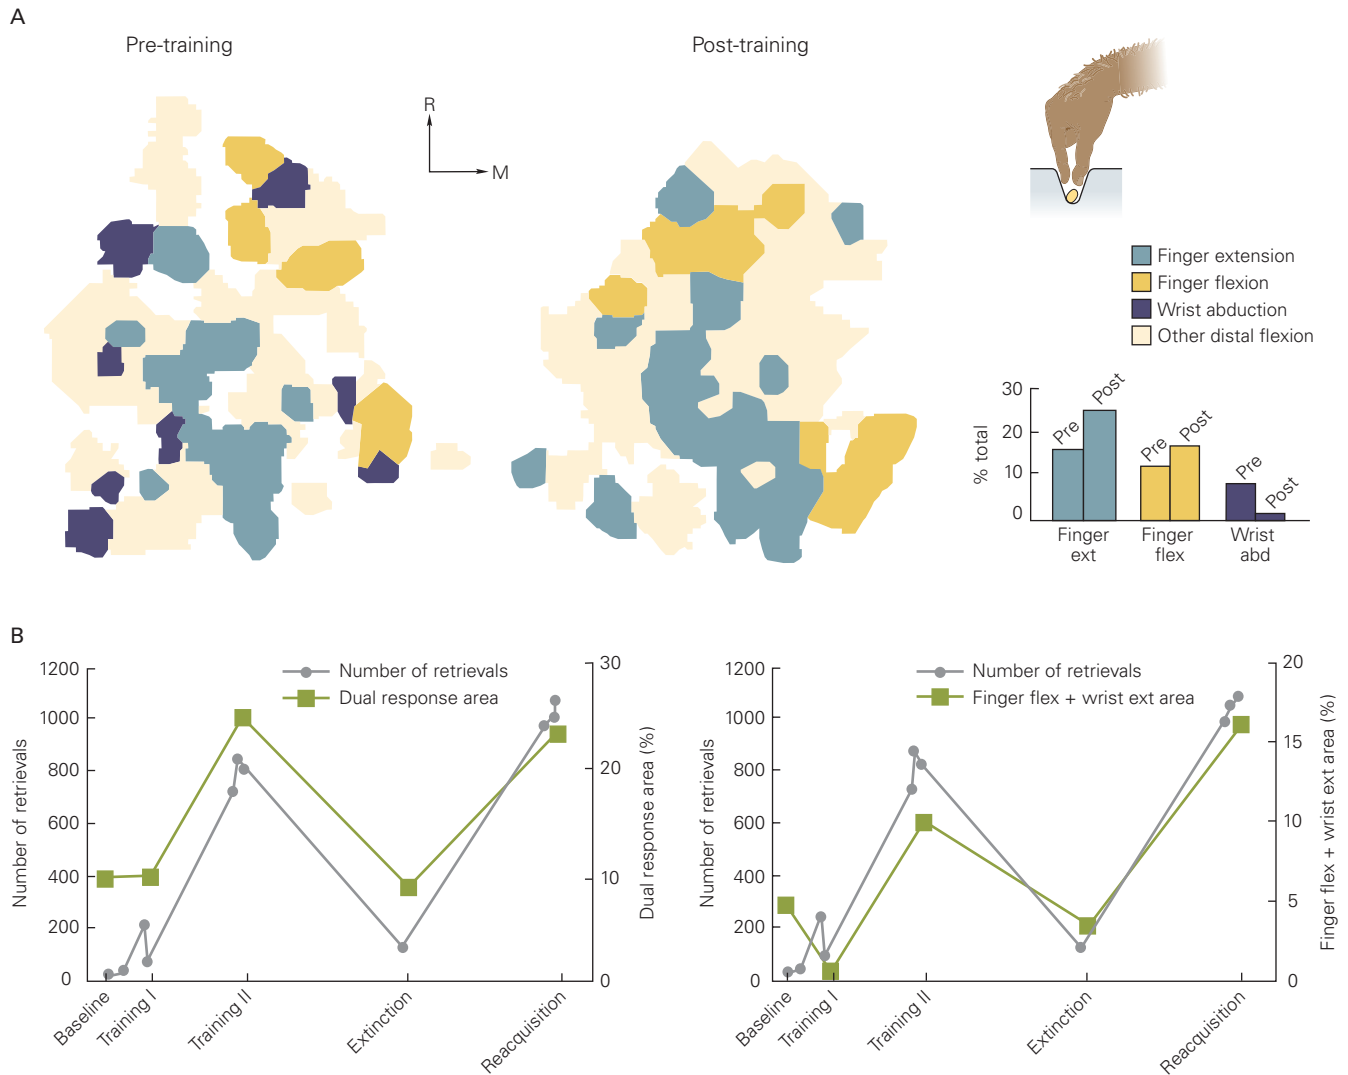 A
Pre-training
Post-training
R
M
Finger extension
Finger flexion
Wrist abduction
Other distal flexion
% total
30
20
10
0
Pre
Post
Pre
Post
Pre
Post
Finger ext
Finger flex
Wrist abd
B
Number of retrievals
1200
1000
800
600
400
200
0
Number of retrievals
Dual response area
30
20
10
0
Dual response area (%)
Baseline
Training I
Training II
Extinction
Reacquisition
Number of retrievals
1200
1000
800
600
400
200
0
Number of retrievals
Finger flex + wrist ext area
20
15
10
5
0
Finger flex + wrist ext area (%)
Baseline
Training I
Training II
Extinction
Reacquisition